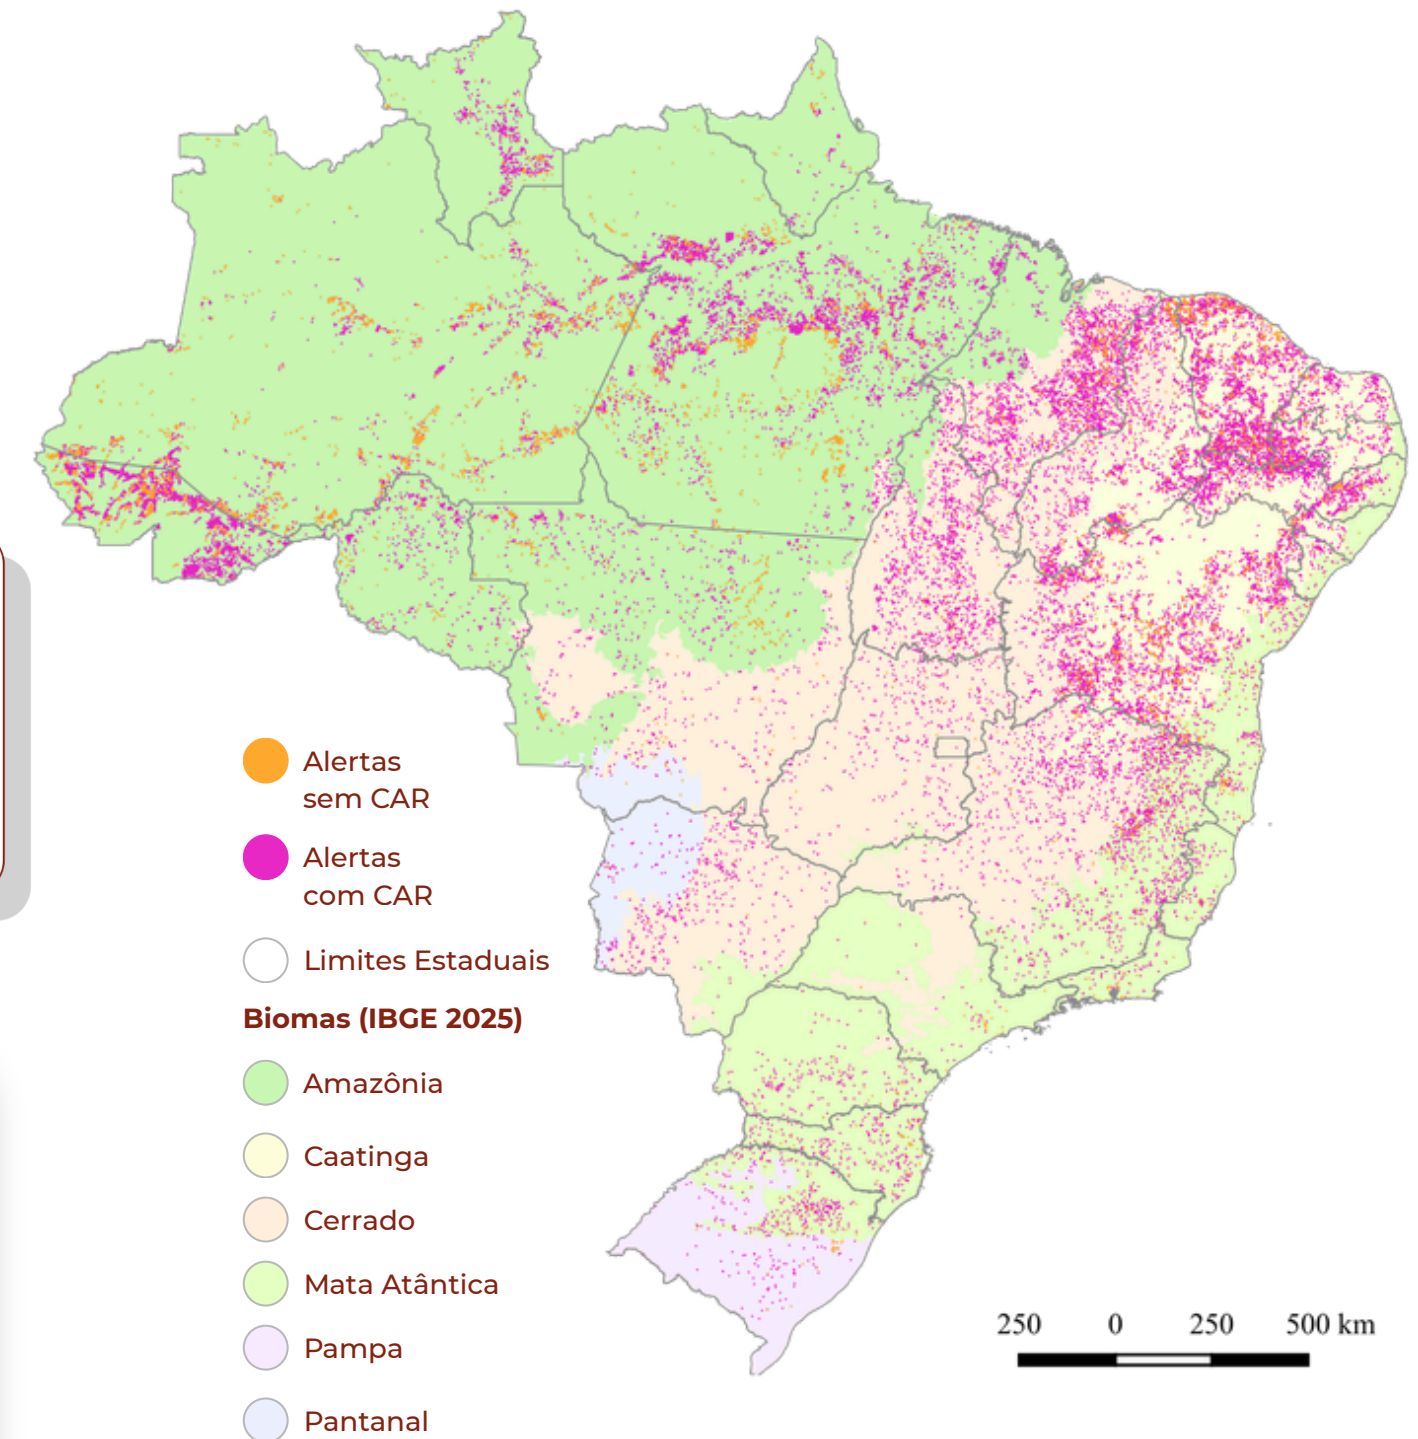 Alertas
sem CAR
Alertas
com CAR
Limites Estaduais
Biomas (IBGE 2025)
Amazônia
Caatinga
Cerrado
Mata Atântica
Pampa
Pantanal
250 0 250 500 km